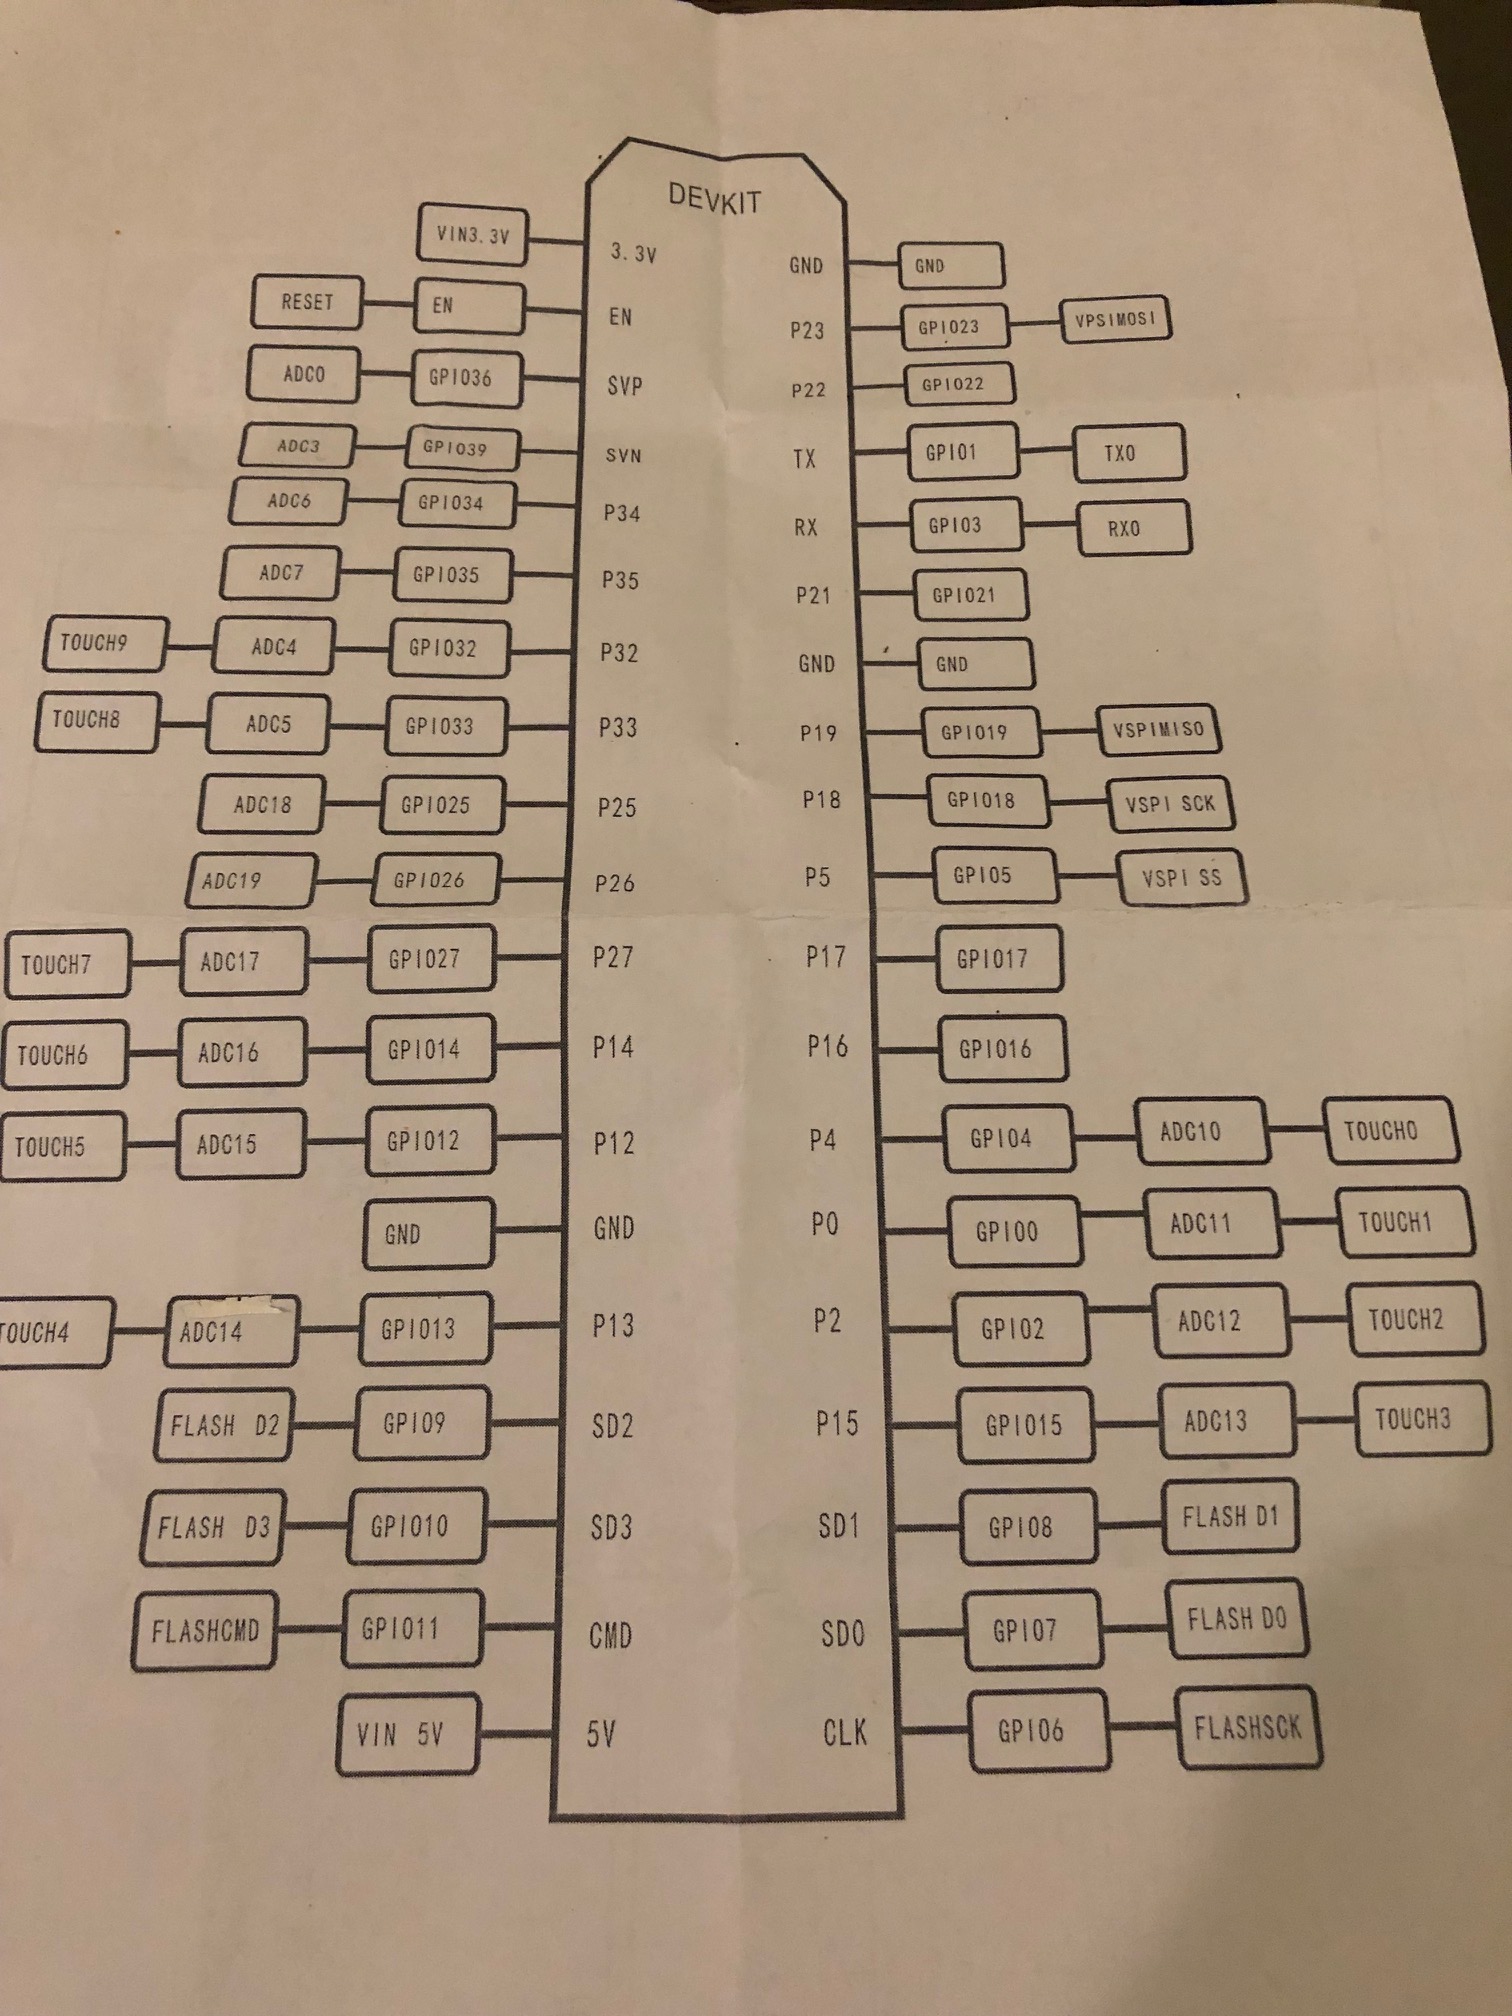 DEVKIT
VIN3.3V 3.3V GND GND
RESET EN EN P23 GPIO23 VPSIMOSI
ADC0 GPIO36 SVP P22 GPIO22
ADC3 GPIO39 SVN TX GPIO1 TX0
ADC6 GPIO34 P34 RX GPIO3 RX0
ADC7 GPIO35 P35 P21 GPIO21
TOUCH9 ADC4 GPIO32 P32 GND GND
TOUCH8 ADC5 GPIO33 P33 P19 GPIO19 VSPIMISO
ADC18 GPIO25 P25 P18 GPIO18 VSPI SCK
ADC19 GPIO26 P26 P5 GPIO5 VSPI SS
TOUCH7 ADC17 GPIO27 P27 P17 GPIO17
TOUCH6 ADC16 GPIO14 P14 P16 GPIO16
TOUCH5 ADC15 GPIO12 P12 P4 GPIO4 ADC10 TOUCH0
GND GND P0 GPIO0 ADC11 TOUCH1
TOUCH4 ADC14 GPIO13 P13 P2 GPIO2 ADC12 TOUCH2
FLASH D2 GPIO9 SD2 P15 GPIO15 ADC13 TOUCH3
FLASH D3 GPIO10 SD3 SD1 GPIO8 FLASH D1
FLASHCMD GPIO11 CMD SD0 GPIO7 FLASH D0
VIN 5V 5V CLK GPIO6 FLASHSCK